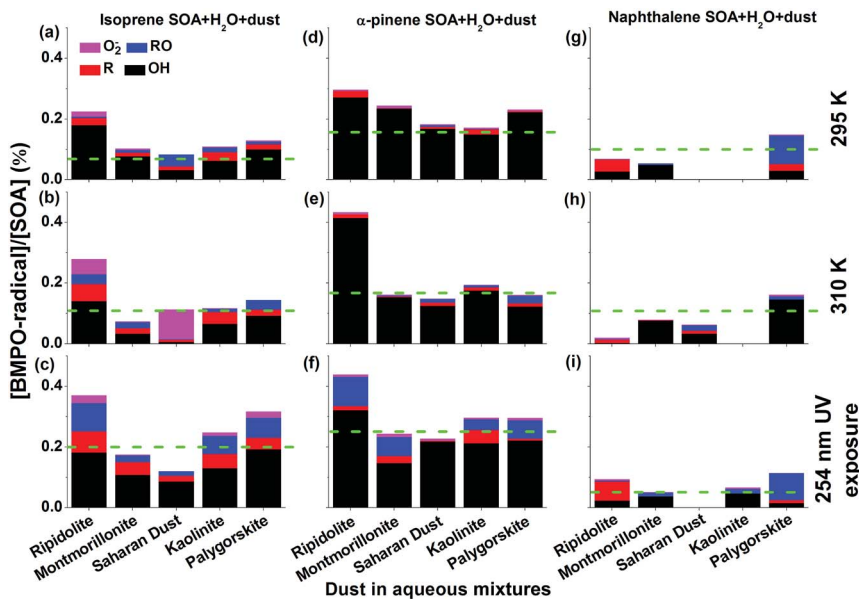 Isoprene SOA+H₂O+dust
α-pinene SOA+H₂O+dust
Naphthalene SOA+H₂O+dust
(a)
O₂⁻ RO
R OH
(d)
(g)
295 K
0.4
0.2
0.0
(b)
(e)
(h)
310 K
0.4
0.2
0.0
(c)
(f)
(i)
254 nm UV
exposure
0.4
0.2
0.0
[BMPO-radical]/[SOA] (%)
Ripidolite
Montmorillonite
Saharan Dust
Kaolinite
Palygorskite
Ripidolite
Montmorillonite
Saharan Dust
Kaolinite
Palygorskite
Ripidolite
Montmorillonite
Saharan Dust
Kaolinite
Palygorskite
Dust in aqueous mixtures